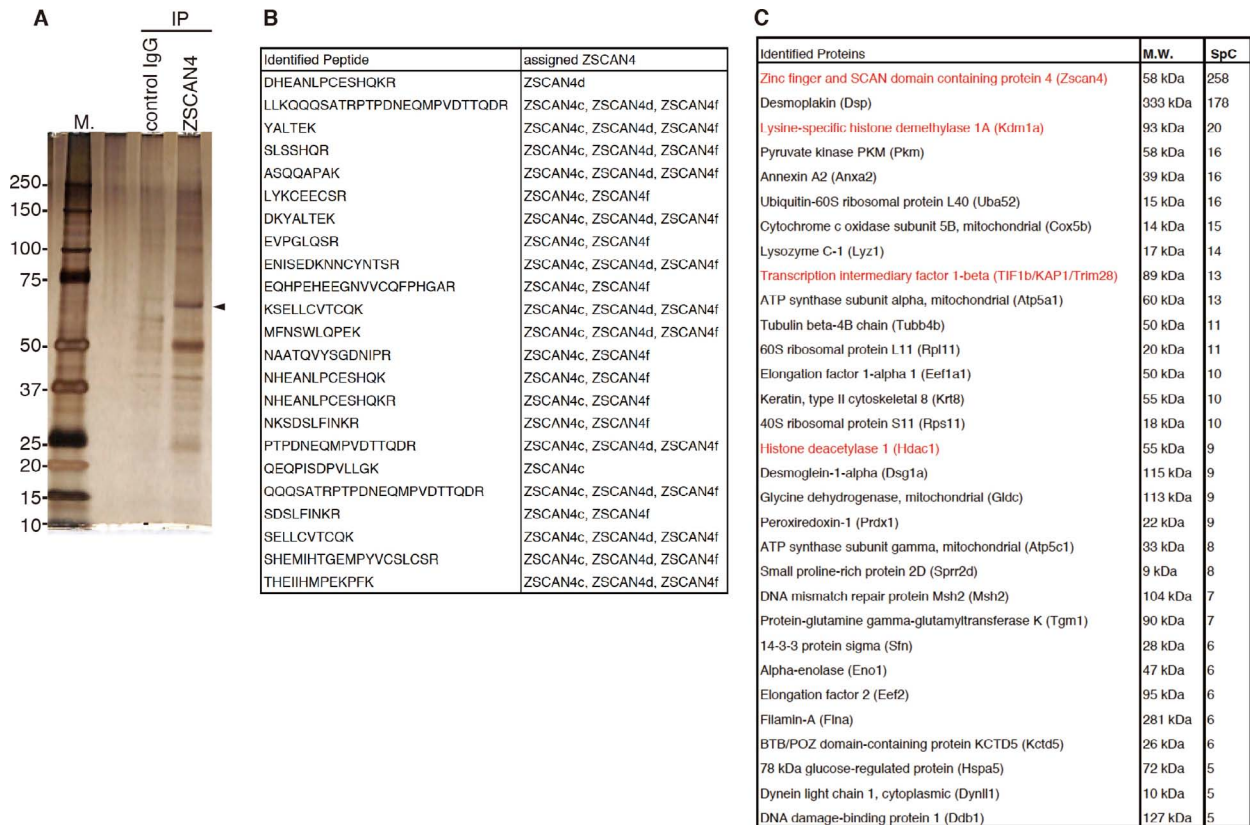 A
IP
M.
control IgG
ZSCAN4
250
150
100
75
50
37
25
20
15
10
B
Identified Peptide assigned ZSCAN4
DHEANLPCESHQKR ZSCAN4d
LLKQQQSATRPTPDNEQMPVDTTQDR ZSCAN4c, ZSCAN4d, ZSCAN4f
YALTEK ZSCAN4c, ZSCAN4d, ZSCAN4f
SLSSHQR ZSCAN4c, ZSCAN4d, ZSCAN4f
ASQQAPAK ZSCAN4c, ZSCAN4d, ZSCAN4f
LYKCEECSR ZSCAN4c, ZSCAN4f
DKYALTEK ZSCAN4c, ZSCAN4d, ZSCAN4f
EVPGLQSR ZSCAN4c, ZSCAN4f
ENISEDKNNCYNTSR ZSCAN4c, ZSCAN4d, ZSCAN4f
EQHPEHEEGNVVCQFPHGAR ZSCAN4c, ZSCAN4f
KSELLCVTCQK ZSCAN4c, ZSCAN4d, ZSCAN4f
MFNSWLQPEK ZSCAN4c, ZSCAN4d, ZSCAN4f
NAATQVYSGDNIPR ZSCAN4c, ZSCAN4f
NHEANLPCESHQK ZSCAN4c, ZSCAN4f
NHEANLPCESHQKR ZSCAN4c, ZSCAN4f
NKSDSLFINKR ZSCAN4c, ZSCAN4f
PTPDNEQMPVDTTQDR ZSCAN4c, ZSCAN4d, ZSCAN4f
QEQPISDPVLLGK ZSCAN4c
QQQSATRPTPDNEQMPVDTTQDR ZSCAN4c, ZSCAN4d, ZSCAN4f
SDSLFINKR ZSCAN4c, ZSCAN4f
SELLCVTCQK ZSCAN4c, ZSCAN4d, ZSCAN4f
SHEMIHTGEMPYVCSLCSR ZSCAN4c, ZSCAN4d, ZSCAN4f
THEIIHMPEKPFK ZSCAN4c, ZSCAN4d, ZSCAN4f
C
Identified Proteins M.W. SpC
Zinc finger and SCAN domain containing protein 4 (Zscan4) 58 kDa 258
Desmoplakin (Dsp) 333 kDa 178
Lysine-specific histone demethylase 1A (Kdm1a) 93 kDa 20
Pyruvate kinase PKM (Pkm) 58 kDa 16
Annexin A2 (Anxa2) 39 kDa 16
Ubiquitin-60S ribosomal protein L40 (Uba52) 15 kDa 16
Cytochrome c oxidase subunit 5B, mitochondrial (Cox5b) 14 kDa 15
Lysozyme C-1 (Lyz1) 17 kDa 14
Transcription intermediary factor 1-beta (TIF1b/KAP1/Trim28) 89 kDa 13
ATP synthase subunit alpha, mitochondrial (Atp5a1) 60 kDa 13
Tubulin beta-4B chain (Tubb4b) 50 kDa 11
60S ribosomal protein L11 (Rpl11) 20 kDa 11
Elongation factor 1-alpha 1 (Eef1a1) 50 kDa 10
Keratin, type II cytoskeletal 8 (Krt8) 55 kDa 10
40S ribosomal protein S11 (Rps11) 18 kDa 10
Histone deacetylase 1 (Hdac1) 55 kDa 9
Desmoglein-1-alpha (Dsg1a) 115 kDa 9
Glycine dehydrogenase, mitochondrial (Gldc) 113 kDa 9
Peroxiredoxin-1 (Prdx1) 22 kDa 9
ATP synthase subunit gamma, mitochondrial (Atp5c1) 33 kDa 8
Small proline-rich protein 2D (Sprr2d) 9 kDa 8
DNA mismatch repair protein Msh2 (Msh2) 104 kDa 7
Protein-glutamine gamma-glutamyltransferase K (Tgm1) 90 kDa 7
14-3-3 protein sigma (Sfn) 28 kDa 6
Alpha-enolase (Eno1) 47 kDa 6
Elongation factor 2 (Eef2) 95 kDa 6
Filamin-A (Flna) 281 kDa 6
BTB/POZ domain-containing protein KCTD5 (Kctd5) 26 kDa 6
78 kDa glucose-regulated protein (Hspa5) 72 kDa 5
Dynein light chain 1, cytoplasmic (Dynll1) 10 kDa 5
DNA damage-binding protein 1 (Ddb1) 127 kDa 5